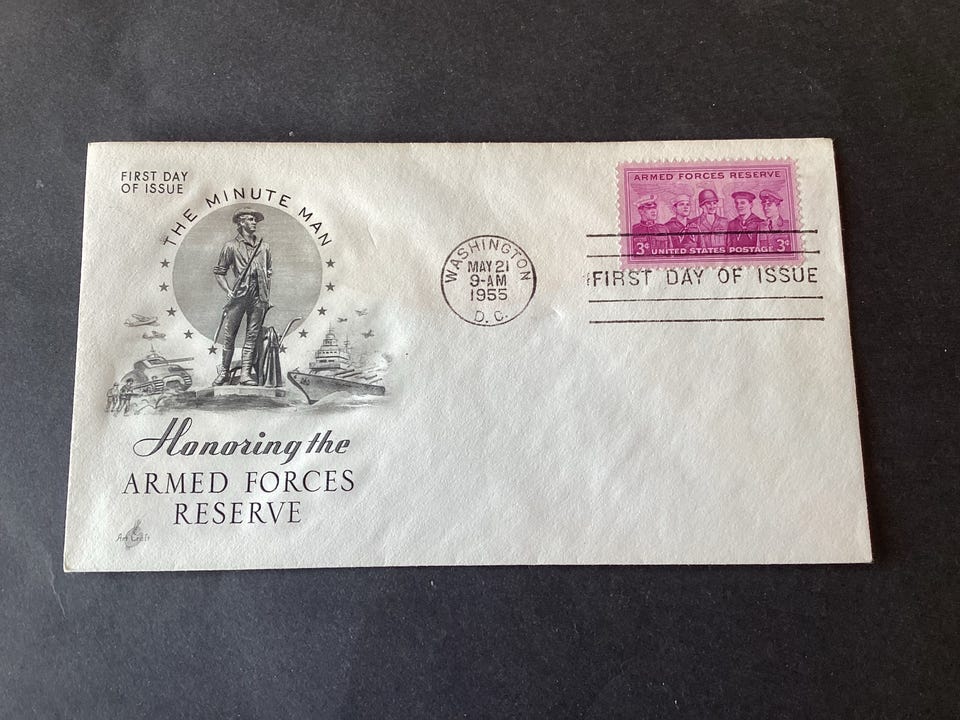 FIRST DAY
OF ISSUE
THE MINUTE MAN
Honoring the
ARMED FORCES
RESERVE
Art Craft
WASHINGTON
MAY 21
9-AM
1955
D. C.
ARMED FORCES RESERVE
3¢ UNITED STATES POSTAGE 3¢
FIRST DAY OF ISSUE